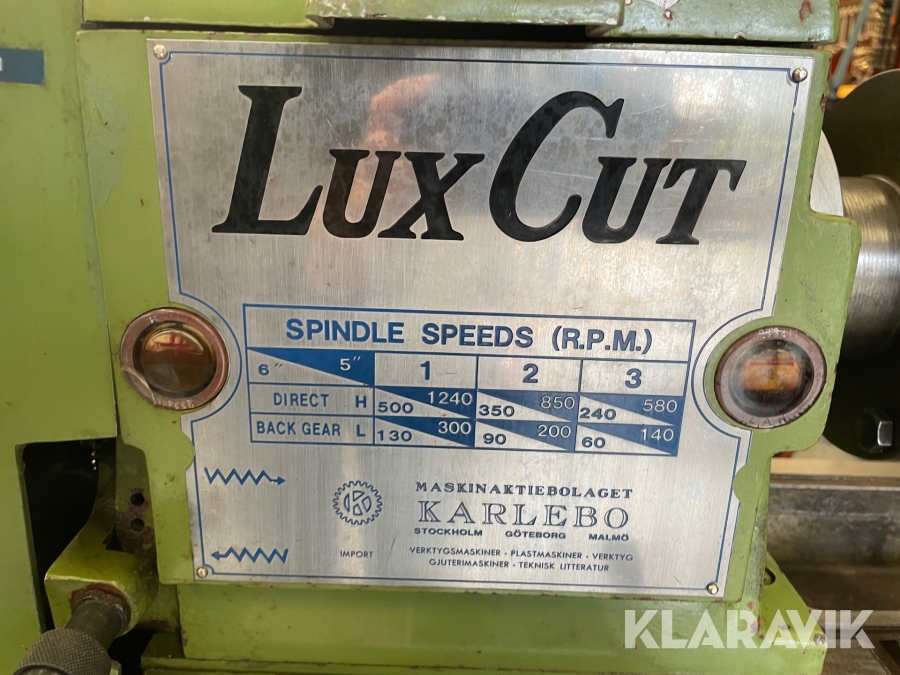 LUXCUT
SPINDLE SPEEDS (R.P.M.)
6" 5" 1 2 3
DIRECT H 500 1240 350 850 240 580
BACK GEAR L 130 300 90 200 60 140
MASKINAKTIEBOLAGET
KARLEBO
STOCKHOLM GÖTEBORG MALMÖ
IMPORT
VERKTYGSMASKINER · PLASTMASKINER · VERKTYG
GJUTERIMASKINER · TEKNISK LITTERATUR
KLARAVIK